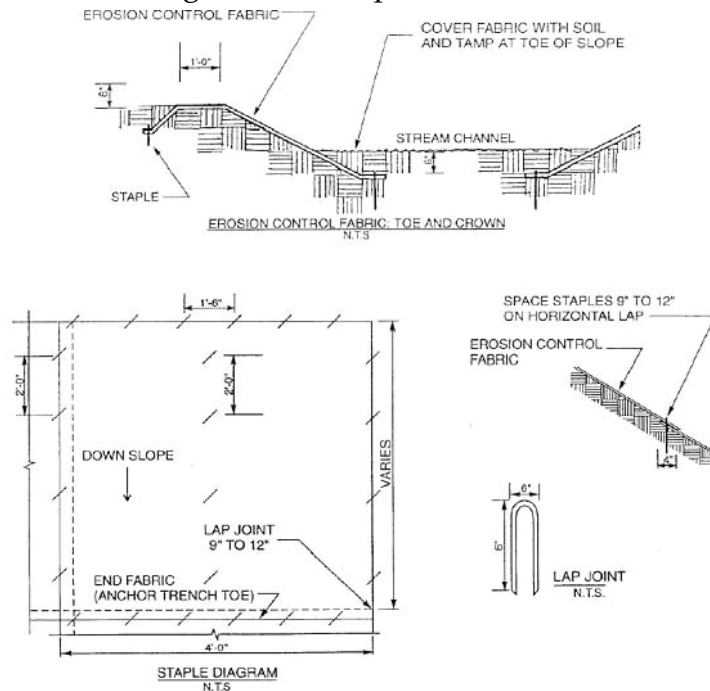 EROSION CONTROL FABRIC
COVER FABRIC WITH SOIL
AND TAMP AT TOE OF SLOPE
1'-0"
6"
STREAM CHANNEL
6"
STAPLE
EROSION CONTROL FABRIC: TOE AND CROWN
N.T.S
1'-6"
SPACE STAPLES 9" TO 12"
ON HORIZONTAL LAP
EROSION CONTROL
FABRIC
2'-0"
2'-0"
DOWN SLOPE
VARIES
4"
6"
LAP JOINT
9" TO 12"
6"
END FABRIC
(ANCHOR TRENCH TOE)
LAP JOINT
N.T.S.
4'-0"
STAPLE DIAGRAM
N.T.S